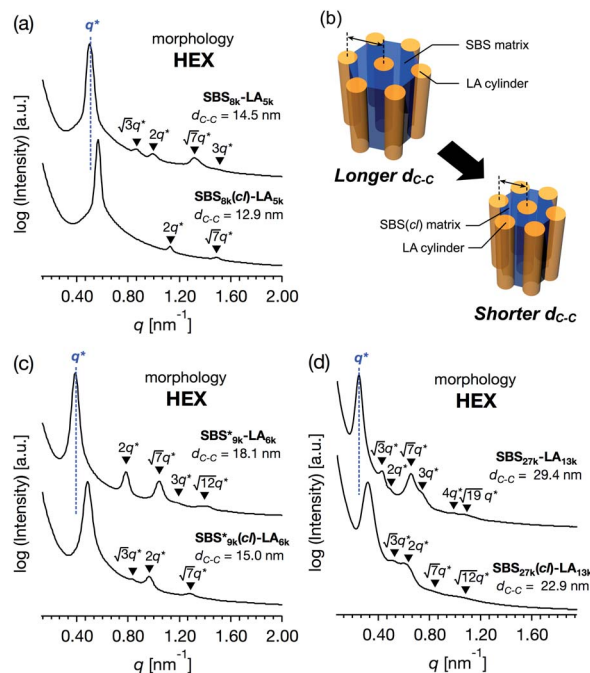 (a)
q*
morphology
HEX
SBS8k-LA5k
dC-C = 14.5 nm
√3q* 2q* √7q* 3q*
SBS8k(cl)-LA5k
dC-C = 12.9 nm
2q* √7q*
log (Intensity) [a.u.]
0.40 0.80 1.20 1.60 2.00
q [nm⁻¹]
(b)
SBS matrix
LA cylinder
Longer dC-C
SBS(cl) matrix
LA cylinder
Shorter dC-C
(c)
q*
morphology
HEX
SBS*9k-LA6k
dC-C = 18.1 nm
2q* √7q* 3q* √12q*
SBS*9k(cl)-LA6k
dC-C = 15.0 nm
√3q* 2q* √7q*
log (Intensity) [a.u.]
0.40 0.80 1.20 1.60 2.00
q [nm⁻¹]
(d)
q*
morphology
HEX
√3q* √7q*
2q* 3q*
SBS27k-LA13k
dC-C = 29.4 nm
4q* √19 q*
√3q* 2q*
√7q* √12q*
SBS27k(cl)-LA13k
dC-C = 22.9 nm
log (Intensity) [a.u.]
0.40 0.80 1.20 1.60
q [nm⁻¹]